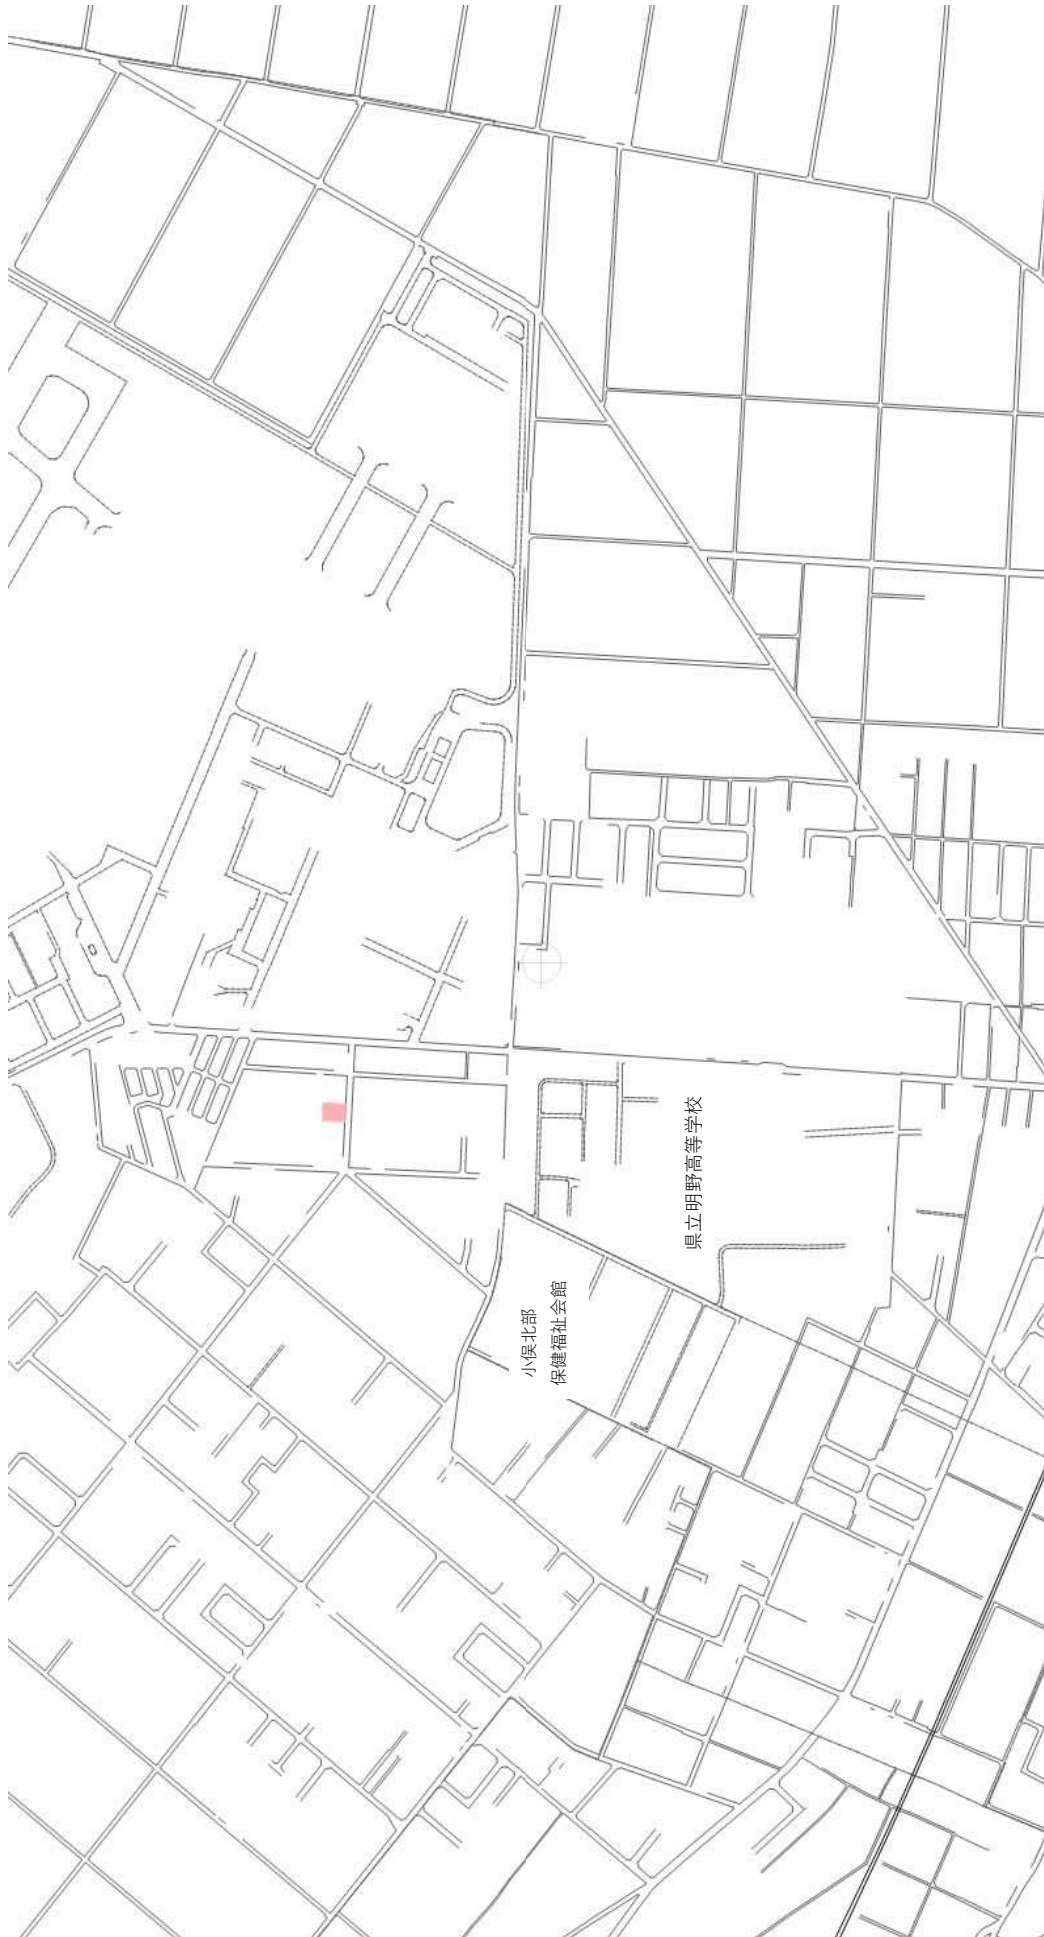 県立明野高等学校
小俣北部
保健福祉会館